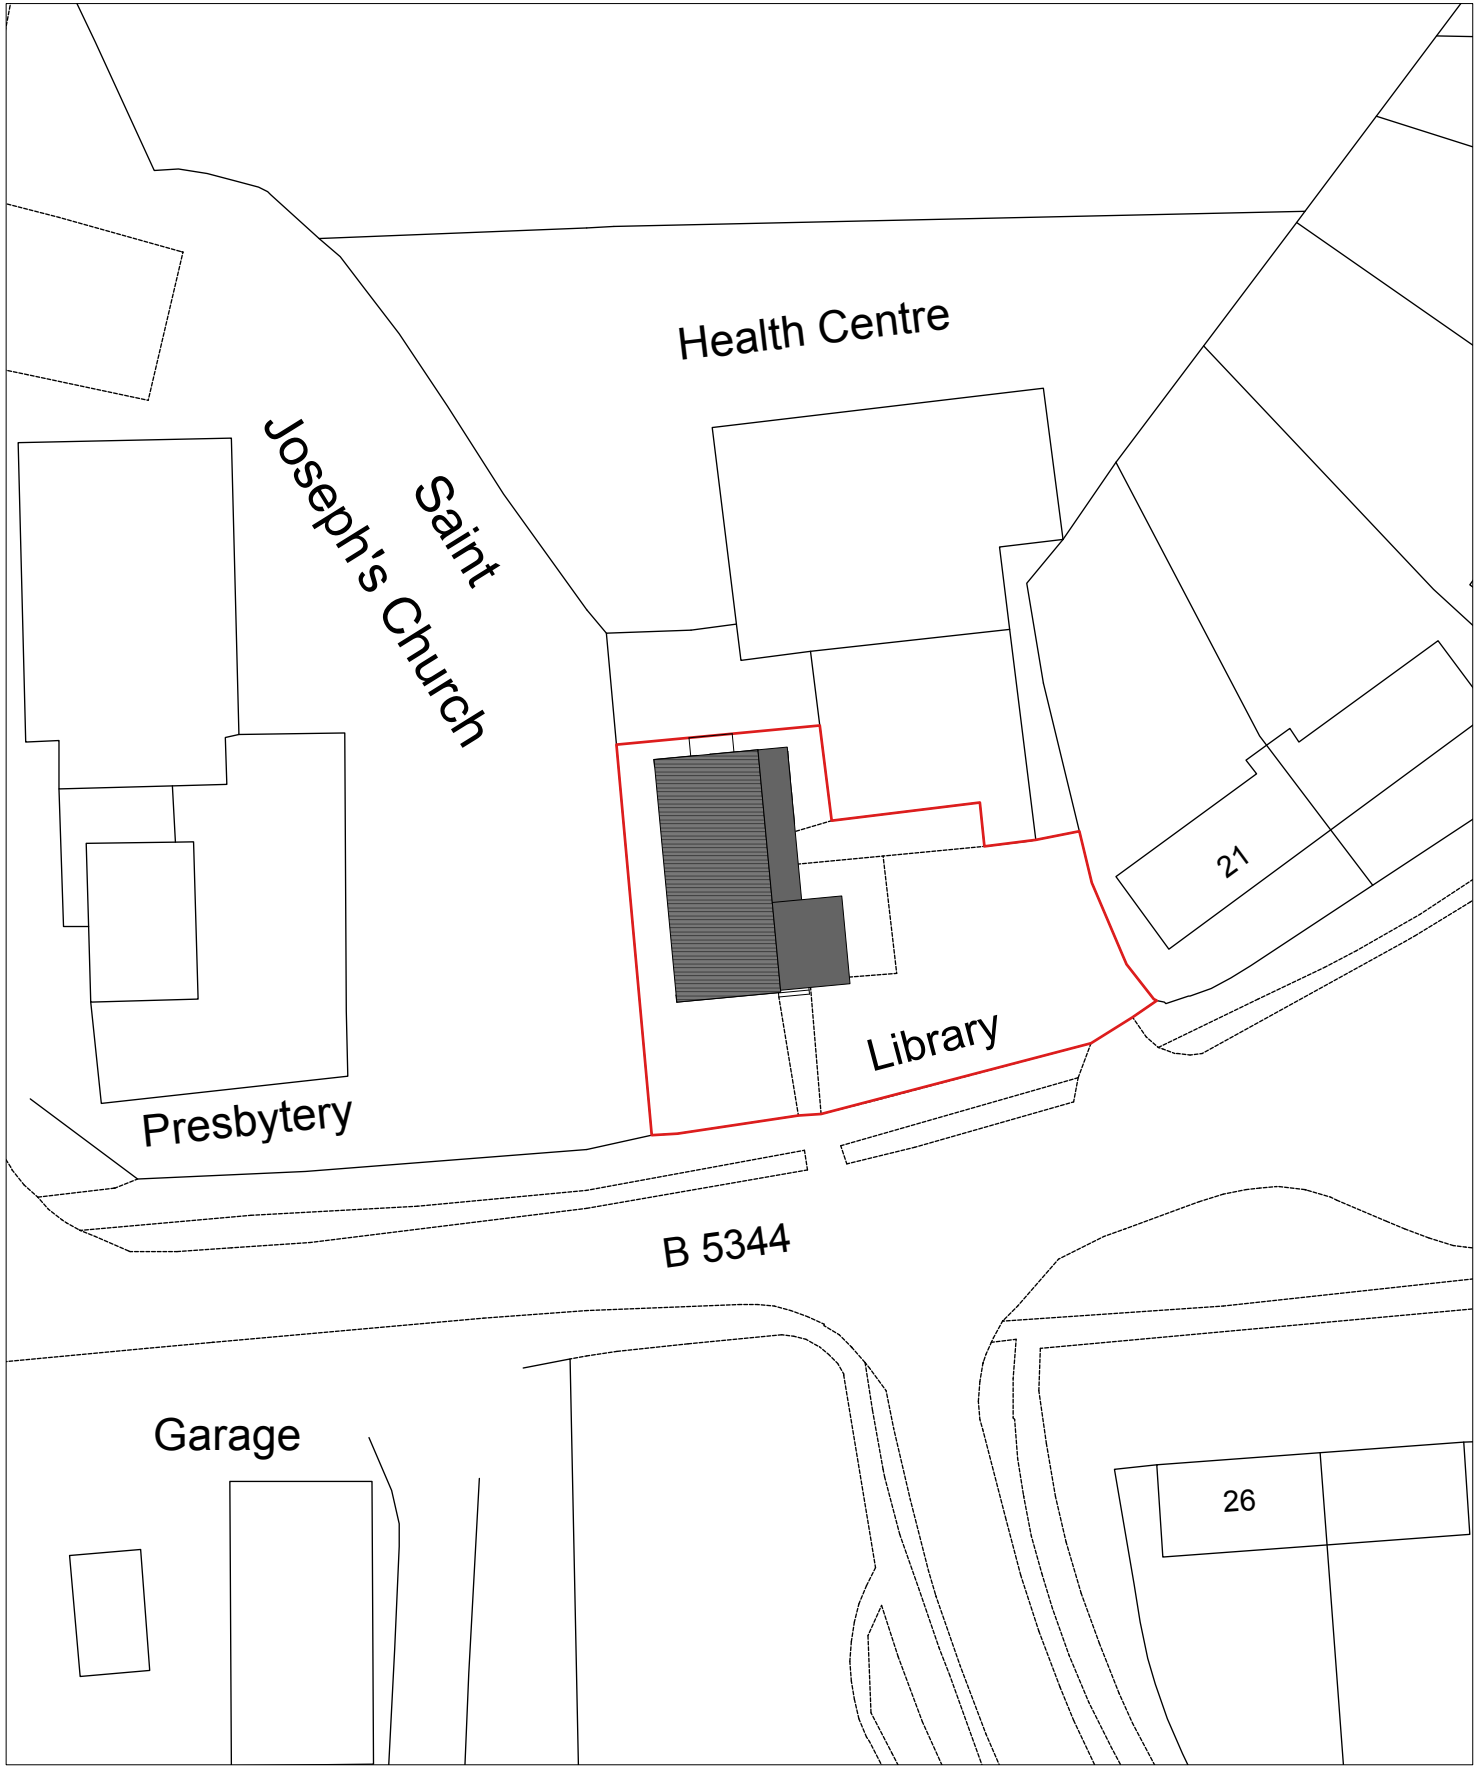 Health Centre
Saint
Joseph's Church
21
Library
Presbytery
B 5344
Garage
26